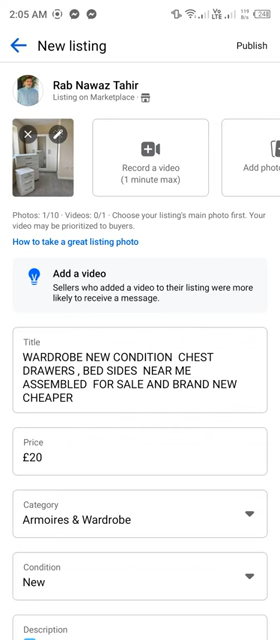 2:05 AM
Vo
LTE
248
New listing
Publish
Rab Nawaz Tahir
Listing on Marketplace ·
Record a video
(1 minute max)
Add phot
Photos: 1/10 · Videos: 0/1 · Choose your listing's main photo first. Your
video may be prioritized to buyers.
How to take a great listing photo
Add a video
Sellers who added a video to their listing were more
likely to receive a message.
Title
WARDROBE NEW CONDITION CHEST
DRAWERS , BED SIDES NEAR ME
ASSEMBLED FOR SALE AND BRAND NEW
CHEAPER
Price
£20
Category
Armoires & Wardrobe
Condition
New
Description